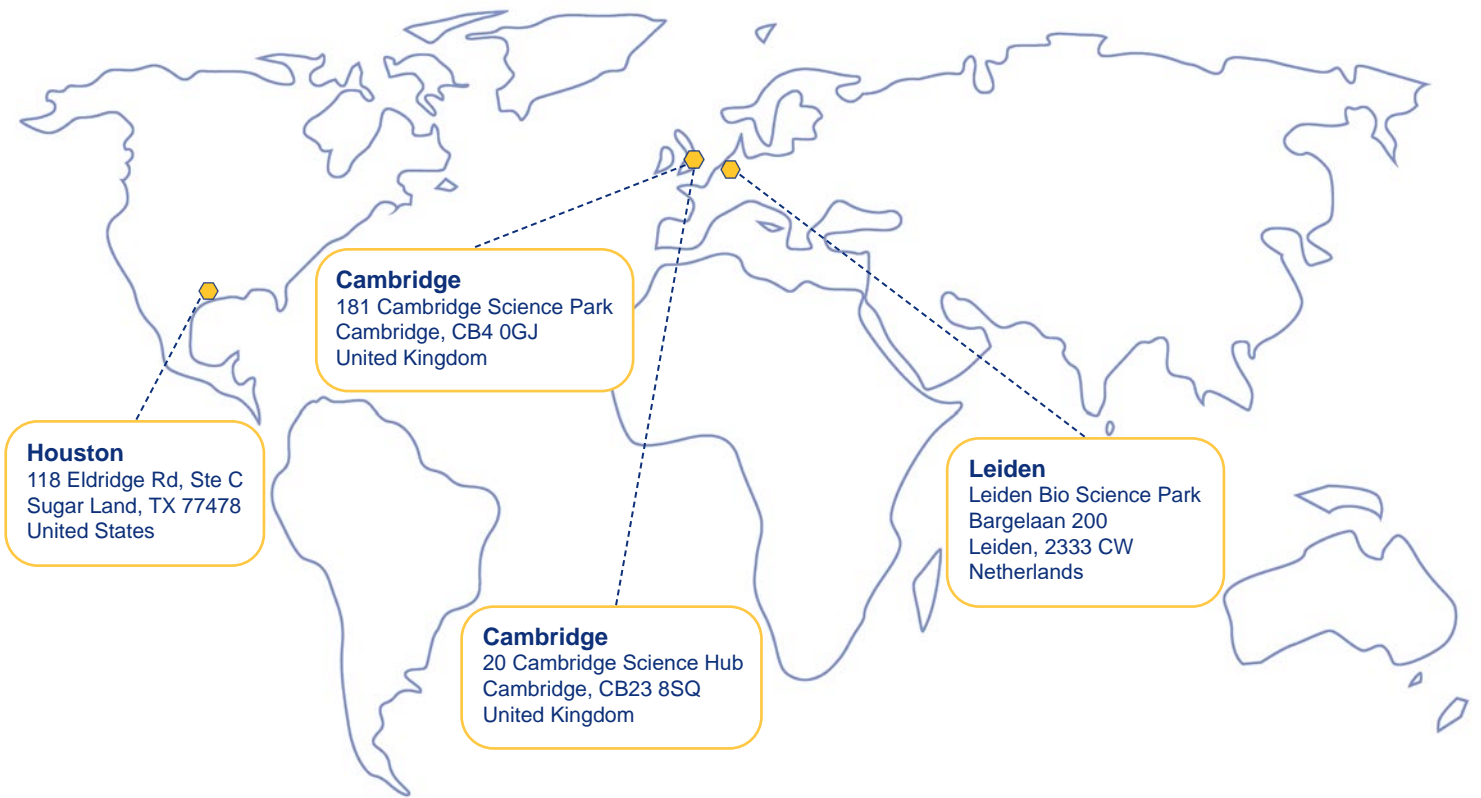 Cambridge
181 Cambridge Science Park
Cambridge, CB4 0GJ
United Kingdom
Houston
118 Eldridge Rd, Ste C
Sugar Land, TX 77478
United States
Leiden
Leiden Bio Science Park
Bargelaan 200
Leiden, 2333 CW
Netherlands
Cambridge
20 Cambridge Science Hub
Cambridge, CB23 8SQ
United Kingdom